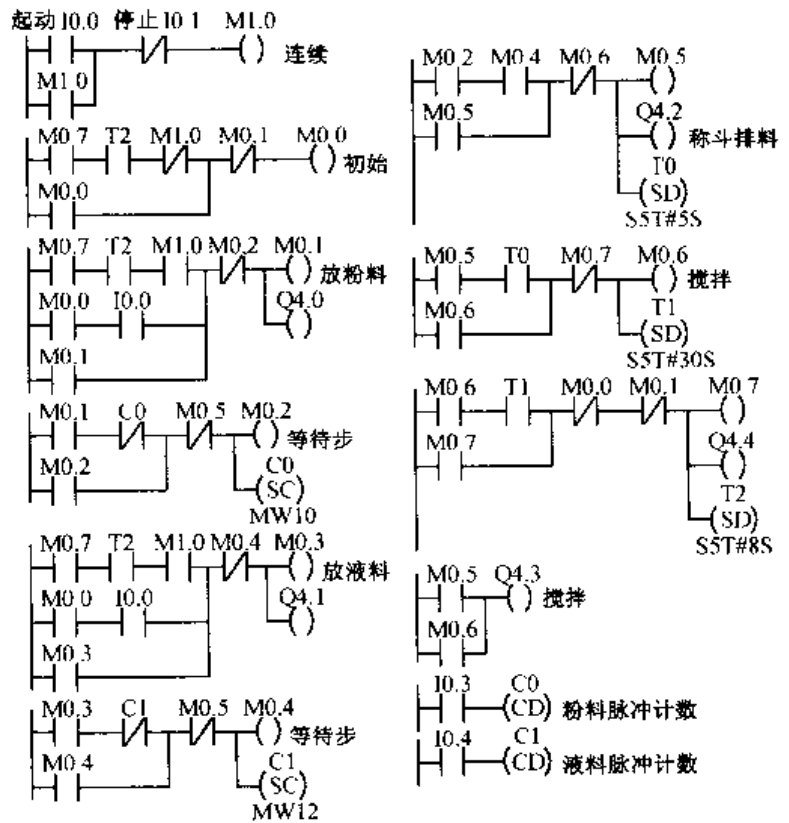 起动 I0.0 停止 I0.1 M1.0
( ) 连续
M1.0
M0.7 T2 M1.0 M0.1 M0.0
( ) 初始
M0.0
M0.7 T2 M1.0 M0.2 M0.1
( ) 放粉料
M0.0 I0.0 Q4.0
( )
M0.1
M0.1 C0 M0.5 M0.2
( ) 等待步
M0.2 C0
(SC)
MW10
M0.7 T2 M1.0 M0.4 M0.3
( ) 放液料
M0.0 I0.0 Q4.1
( )
M0.3
M0.3 C1 M0.5 M0.4
( ) 等待步
M0.4 C1
(SC)
MW12
M0.2 M0.4 M0.6 M0.5
( )
M0.5 Q4.2
( ) 称斗排料
T0
(SD)
S5T#5S
M0.5 T0 M0.7 M0.6
( ) 搅拌
M0.6 T1
(SD)
S5T#30S
M0.6 T1 M0.0 M0.1 M0.7
( )
M0.7 Q4.4
( )
T2
(SD)
S5T#8S
M0.5 Q4.3
( ) 搅拌
M0.6
I0.3 C0
(CD) 粉料脉冲计数
I0.4 C1
(CD) 液料脉冲计数